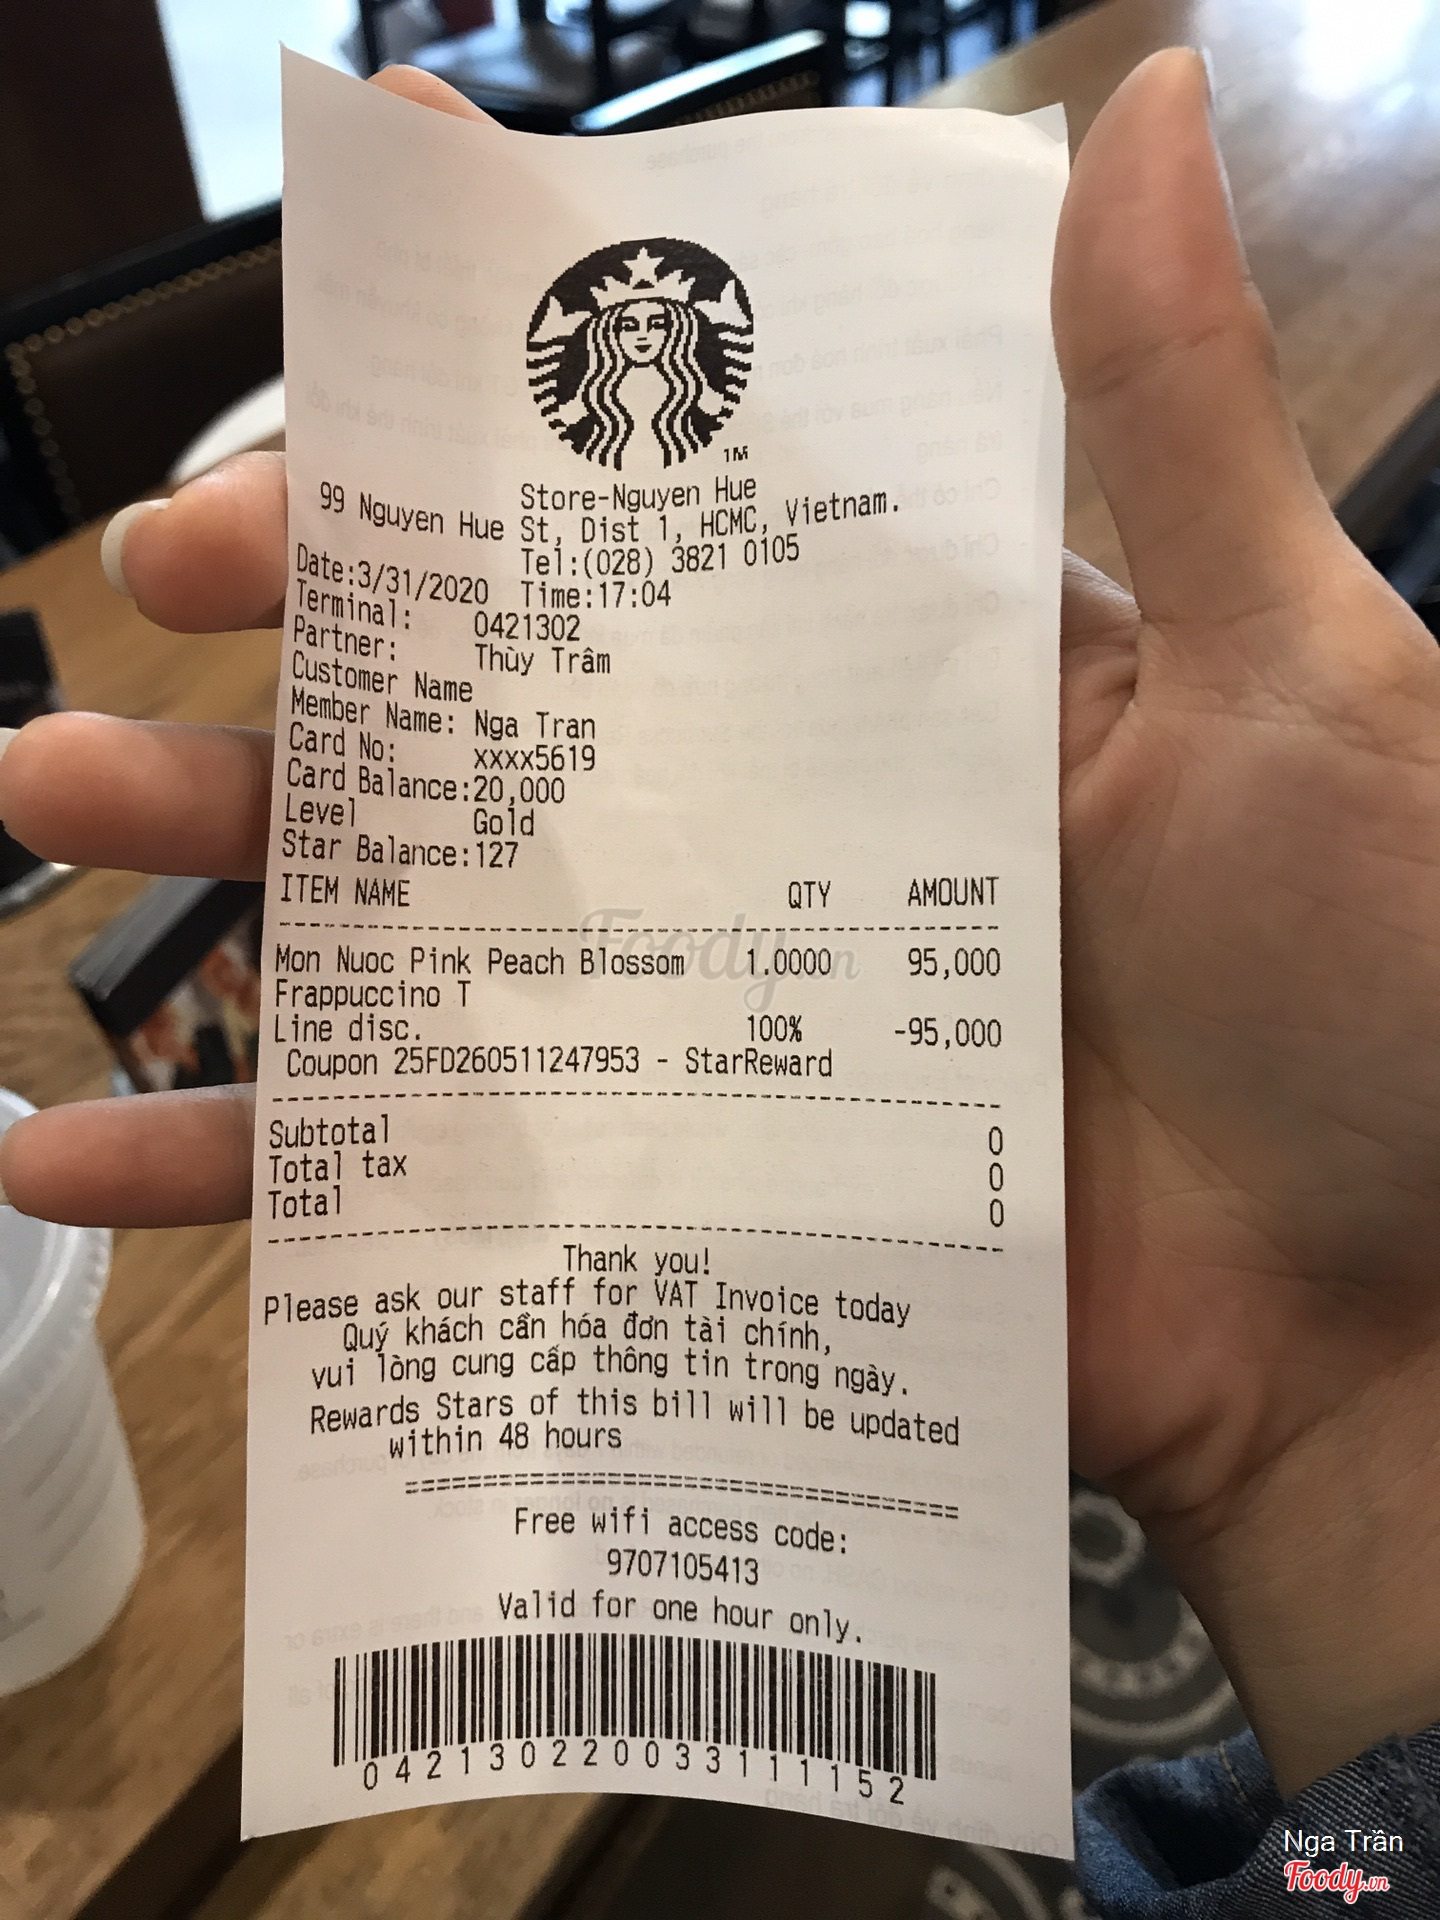 TM
Store-Nguyen Hue
99 Nguyen Hue St, Dist 1, HCMC, Vietnam.
Tel:(028) 3821 0105
Date:3/31/2020 Time:17:04
Terminal: 0421302
Partner: Thùy Trâm
Customer Name
Member Name: Nga Tran
Card No: xxxx5619
Card Balance:20,000
Level Gold
Star Balance:127
ITEM NAME QTY AMOUNT
Mon Nuoc Pink Peach Blossom 1.0000 95,000
Frappuccino T
Line disc. 100% -95,000
Coupon 25FD260511247953 - StarReward
Subtotal 0
Total tax 0
Total 0
Thank you!
Please ask our staff for VAT Invoice today
Quý khách cần hóa đơn tài chính,
vui lòng cung cấp thông tin trong ngày.
Rewards Stars of this bill will be updated
within 48 hours
Free wifi access code:
9707105413
Valid for one hour only.
04213022003311152
Foody.vn
Nga Trần
Foody.vn